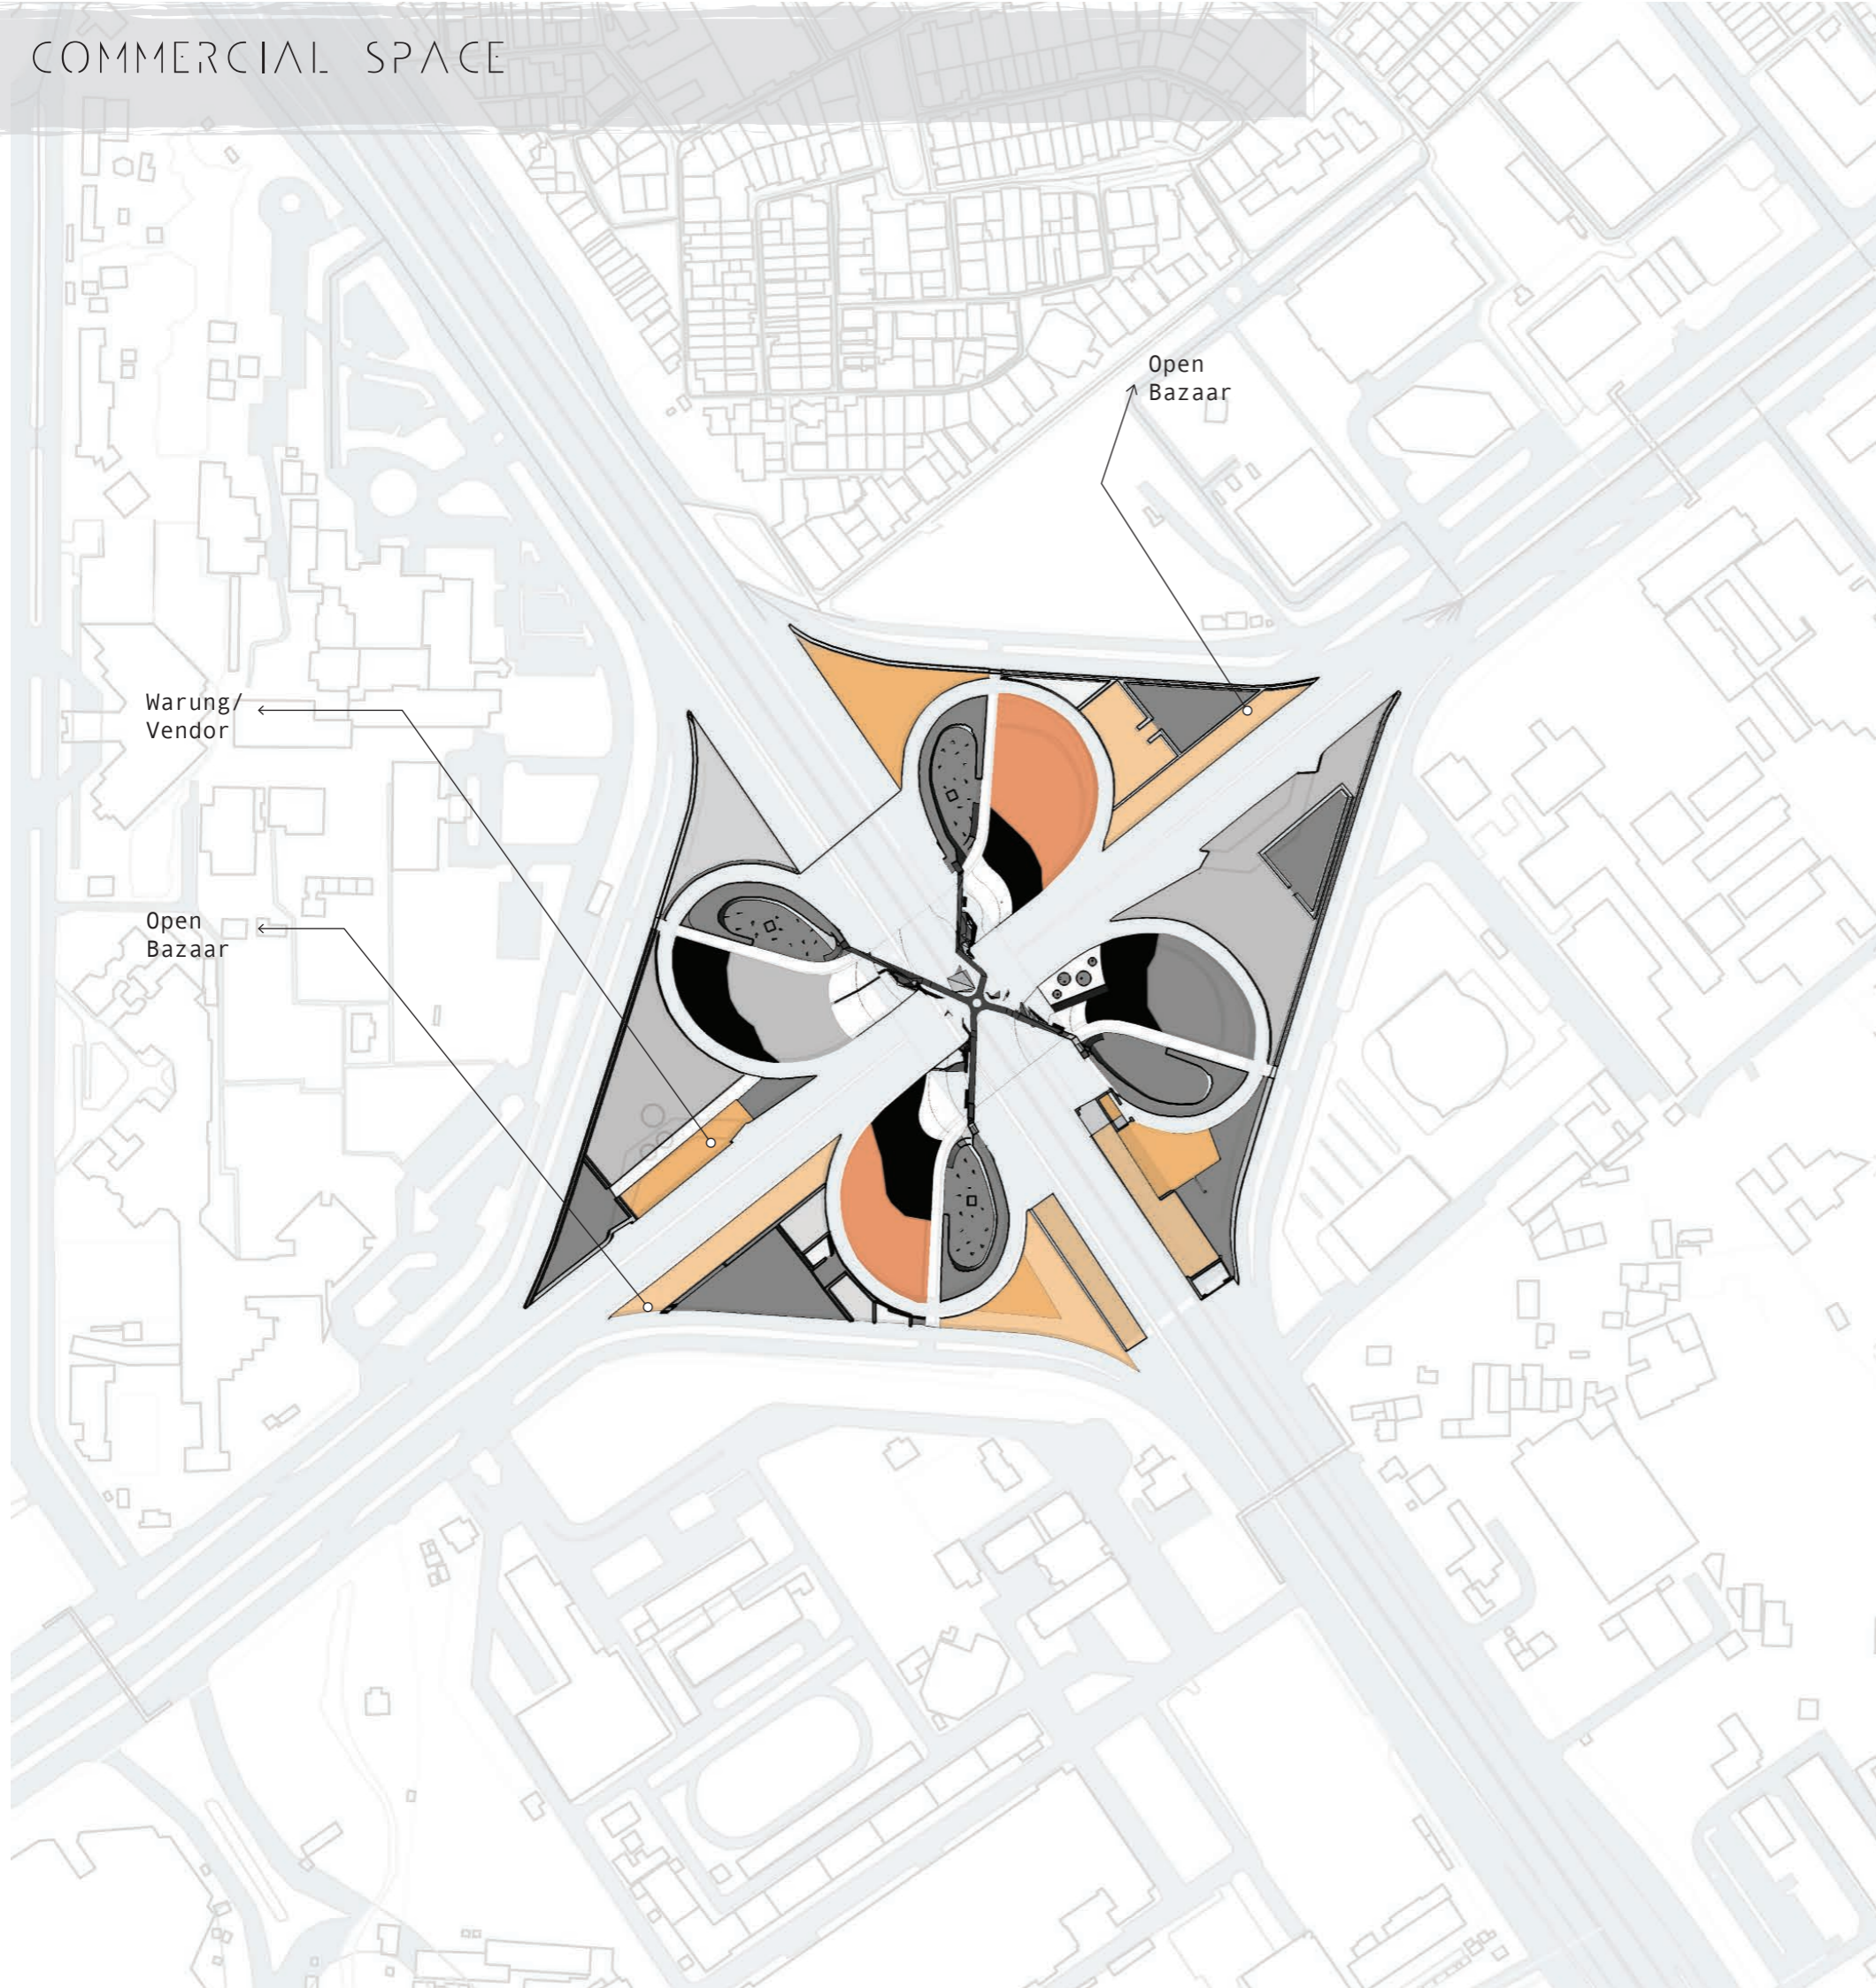 COMMERCIAL SPACE
Open
Bazaar
Warung/
Vendor
Open
Bazaar